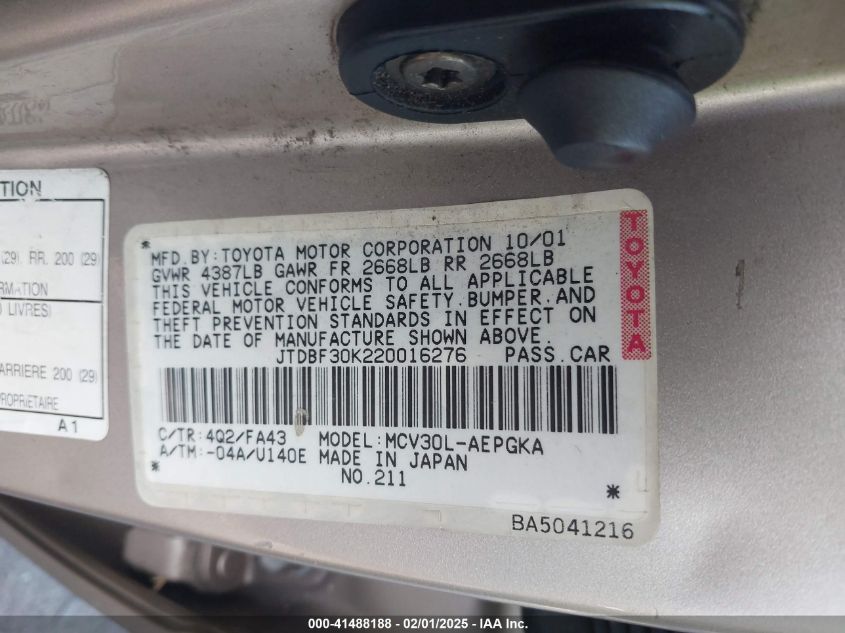 TION
(29) RR. 200 (29)
RMATION
LIVRES)
ARRIERE 200 (29)
PROPRIÉTAIRE
A1
MFD.BY:TOYOTA MOTOR CORPORATION 10/01
GVWR 4387LB GAWR FR 2668LB RR 2668LB
THIS VEHICLE CONFORMS TO ALL APPLICABLE
FEDERAL MOTOR VEHICLE SAFETY.BUMPER.AND
THEFT PREVENTION STANDARDS IN EFFECT ON
THE DATE OF MANUFACTURE SHOWN ABOVE.
JTDBF30K220016276 PASS.CAR
TOYOTA
C/TR:4Q2/FA43 MODEL:MCV30L-AEPGKA
A/TM:-04A/U140E MADE IN JAPAN
NO.211
BA5041216
000-41488188 - 02/01/2025 - IAA Inc.